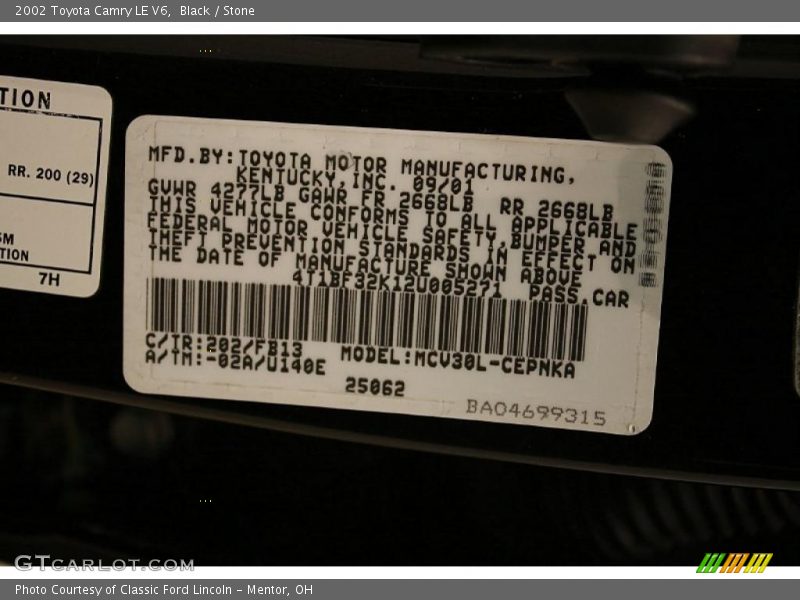 2002 Toyota Camry LE V6,  Black / Stone
TION
RR. 200 (29)
SM
TION
7H
MFD.BY:TOYOTA MOTOR MANUFACTURING,
KENTUCKY,INC. 09/01
GVWR 4277LB GAWR FR 2668LB  RR 2668LB
THIS VEHICLE CONFORMS TO ALL APPLICABLE
FEDERAL MOTOR VEHICLE SAFETY,BUMPER AND
THEFT PREVENTION STANDARDS IN EFFECT ON
THE DATE OF MANUFACTURE SHOWN ABOVE
4T1BF32K12U005271  PASS.CAR
C/TR:202/FB13
A/TM:-02A/U140E
MODEL:MCV30L-CEPNKA
25062
BA04699315
GTCARLOT.COM
Photo Courtesy of Classic Ford Lincoln - Mentor, OH